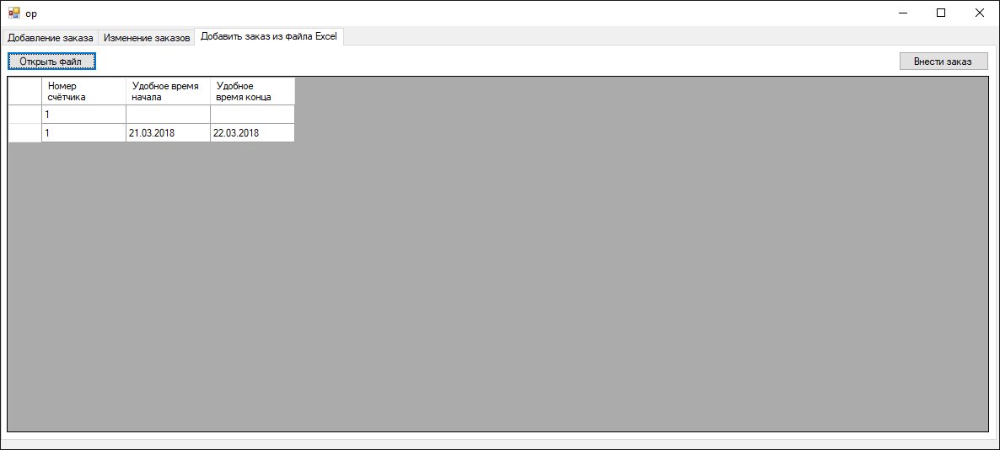 op
Добавление заказа Изменение заказов Добавить заказ из файла Excel
Открыть файл Внести заказ
Номер счётчика Удобное время начала Удобное время конца
1
1 21.03.2018 22.03.2018